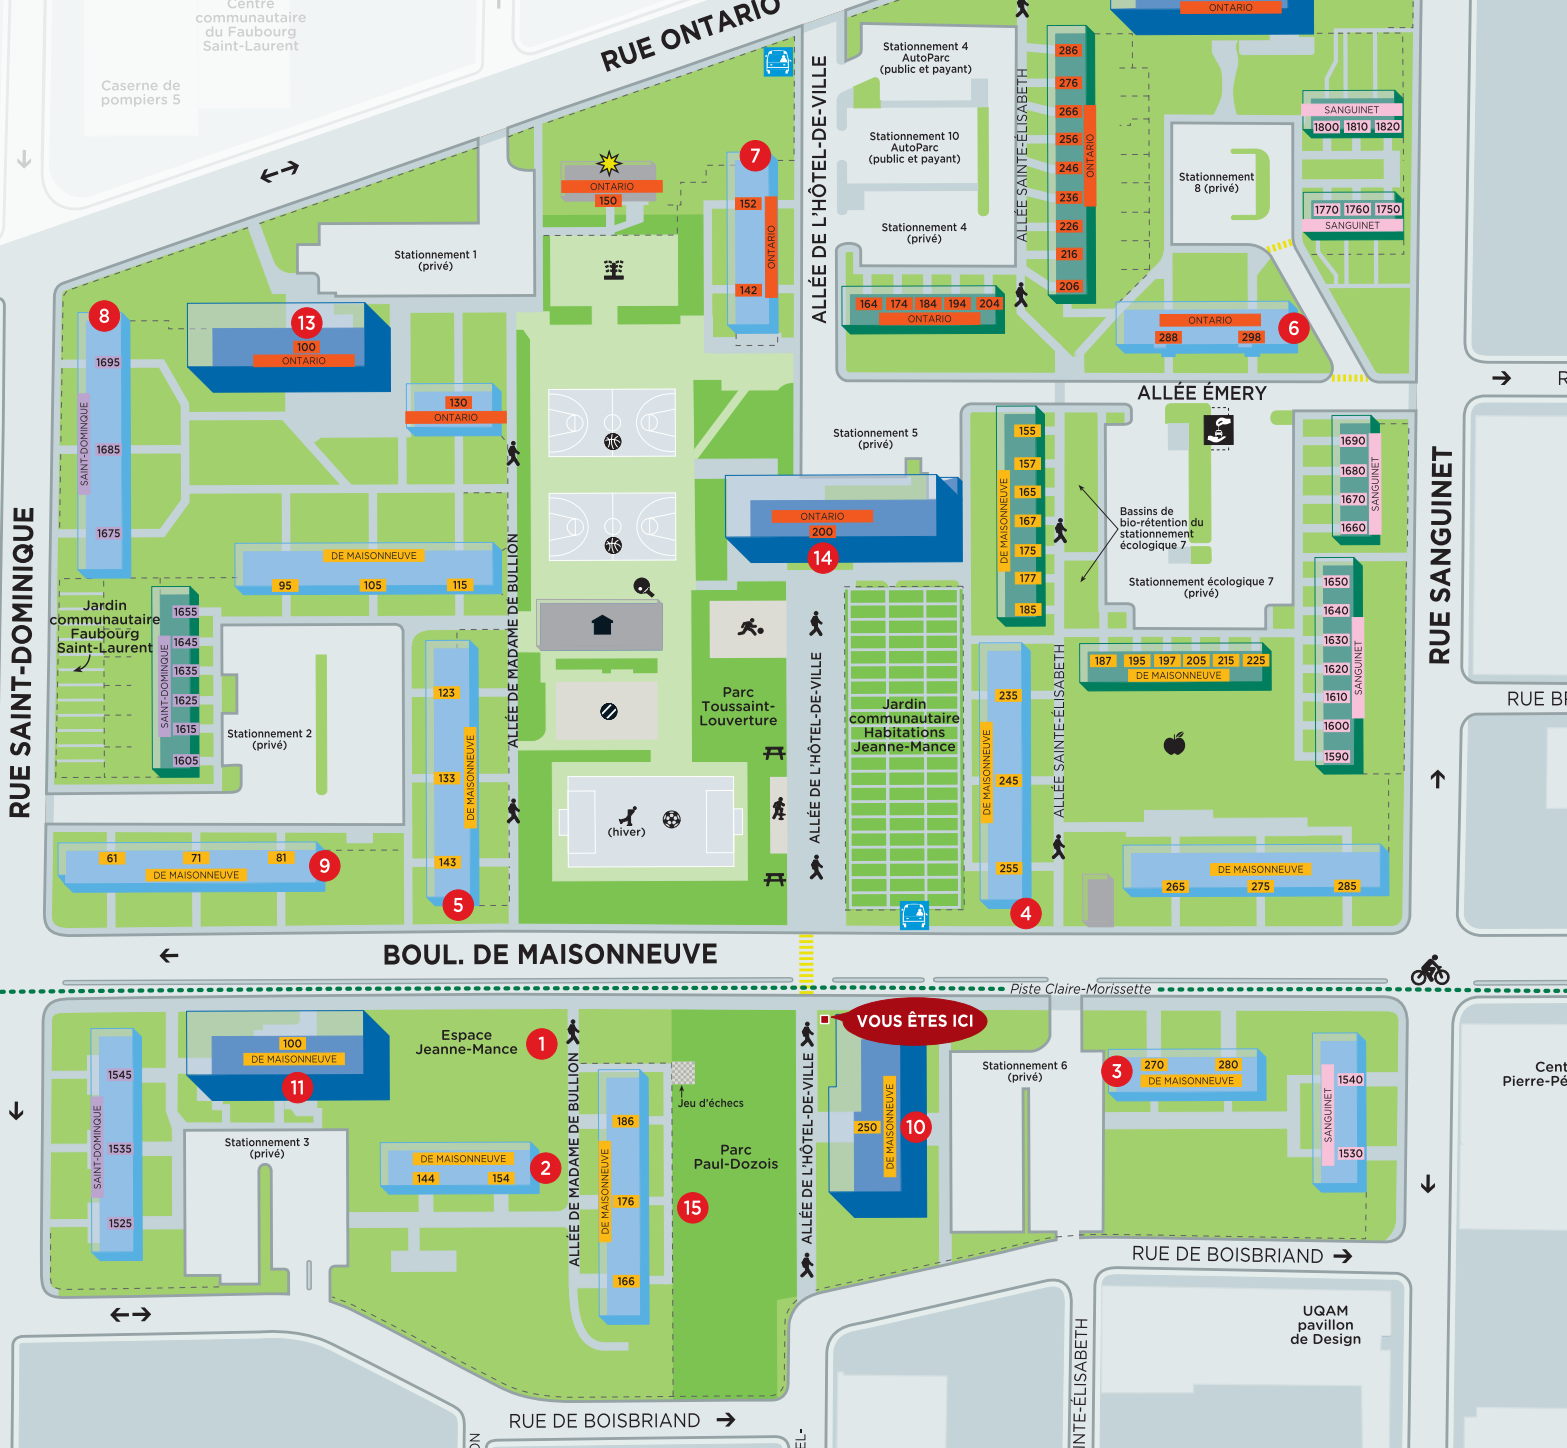 Centre
communautaire
du Faubourg
Saint-Laurent
Caserne de
pompiers 5
RUE ONTARIO
ONTARIO
Stationnement 4
AutoParc
(public et payant)
Stationnement 10
AutoParc
(public et payant)
Stationnement 4
(privé)
ALLÉE DE L'HÔTEL-DE-VILLE
ALLÉE SAINTE-ÉLISABETH
286
276
266
256
246
236
226
216
206
ONTARIO
SANGUINET
1800 1810 1820
Stationnement
8 (privé)
1770 1760 1750
SANGUINET
7
152
142
ONTARIO
ONTARIO
150
Stationnement 1
(privé)
164 174 184 194 204
ONTARIO
ONTARIO
288 298
6
ALLÉE ÉMERY
R
8
1695
1685
1675
SAINT-DOMINIQUE
13
100
ONTARIO
130
ONTARIO
Stationnement 5
(privé)
ONTARIO
200
14
155
157
165
167
175
177
185
DE MAISONNEUVE
Bassins de
bio-rétention du
stationnement
écologique 7
Stationnement écologique 7
(privé)
1690
1680
1670
1660
SANGUINET
RUE SANGUINET
1650
1640
1630
1620
1610
1600
1590
SANGUINET
RUE BR
RUE SAINT-DOMINIQUE
DE MAISONNEUVE
95 105 115
ALLÉE DE MADAME DE BULLION
Jardin
communautaire
Faubourg
Saint-Laurent
1655
1645
1635
1625
1615
1605
SAINT-DOMINIQUE
Stationnement 2
(privé)
123
133
143
DE MAISONNEUVE
5
61 71 81
DE MAISONNEUVE
9
Parc
Toussaint-
Louverture
(hiver)
ALLÉE DE L'HÔTEL-DE-VILLE
Jardin
communautaire
Habitations
Jeanne-Mance
235
245
255
DE MAISONNEUVE
4
ALLÉE SAINTE-ÉLISABETH
187 195 197 205 215 225
DE MAISONNEUVE
DE MAISONNEUVE
265 275 285
BOUL. DE MAISONNEUVE
Piste Claire-Morissette
VOUS ÊTES ICI
1545
1535
1525
SAINT-DOMINIQUE
100
DE MAISONNEUVE
11
Espace
Jeanne-Mance
1
Stationnement 3
(privé)
DE MAISONNEUVE
144 154
2
ALLÉE DE MADAME DE BULLION
186
176
166
DE MAISONNEUVE
Jeu d'échecs
Parc
Paul-Dozois
15
ALLÉE DE L'HÔTEL-DE-VILLE
250
DE MAISONNEUVE
10
Stationnement 6
(privé)
3
270 280
DE MAISONNEUVE
1540
1530
SANGUINET
Cent
Pierre-Pé
RUE DE BOISBRIAND
UQAM
pavillon
de Design
RUE DE BOISBRIAND
ON
EL-
INTE-ÉLISABETH